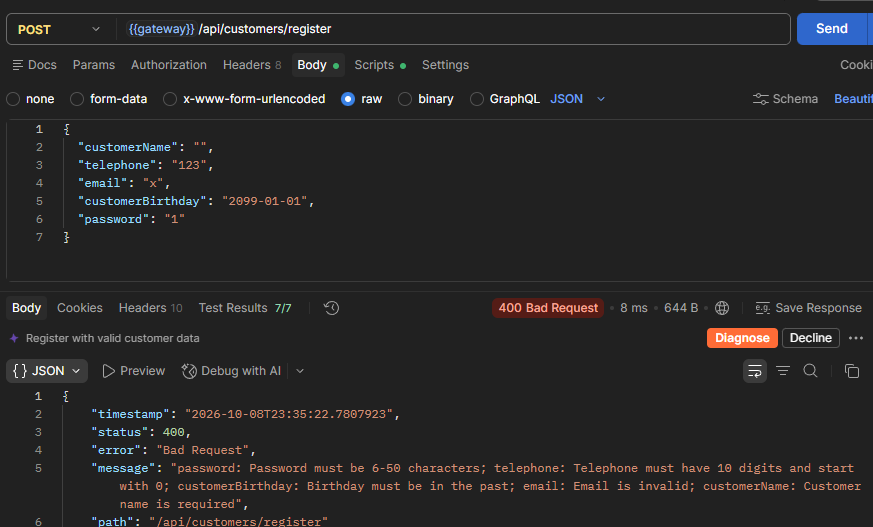 POST {{gateway}} /api/customers/register Send
Docs Params Authorization Headers 8 Body Scripts Settings Cooki
none form-data x-www-form-urlencoded raw binary GraphQL JSON Schema Beautif
1 {
2 "customerName": "",
3 "telephone": "123",
4 "email": "x",
5 "customerBirthday": "2099-01-01",
6 "password": "1"
7 }
Body Cookies Headers 10 Test Results 7/7 400 Bad Request • 8 ms • 644 B • e.g. Save Response
Register with valid customer data Diagnose Decline
{} JSON Preview Debug with AI
1 {
2 "timestamp": "2026-10-08T23:35:22.7807923",
3 "status": 400,
4 "error": "Bad Request",
5 "message": "password: Password must be 6-50 characters; telephone: Telephone must have 10 digits and start
with 0; customerBirthday: Birthday must be in the past; email: Email is invalid; customerName: Customer
name is required",
6 "path": "/api/customers/register"